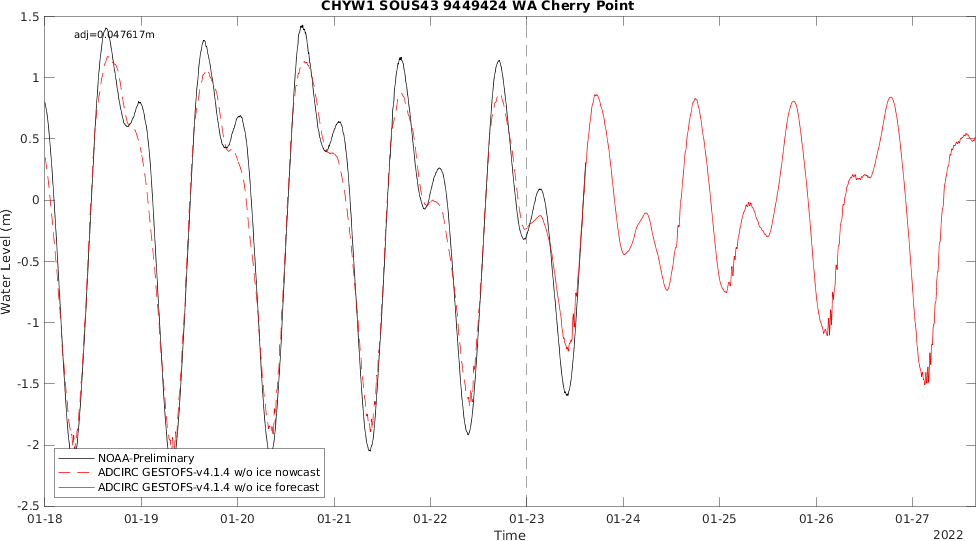 CHYW1 SOUS43 9449424 WA Cherry Point
1.5
adj=0.047617m
1
0.5
0
-0.5
-1
-1.5
-2
-2.5
Water Level (m)
NOAA-Preliminary
ADCIRC GESTOFS-v4.1.4 w/o ice nowcast
ADCIRC GESTOFS-v4.1.4 w/o ice forecast
01-18 01-19 01-20 01-21 01-22 01-23 01-24 01-25 01-26 01-27
Time
2022